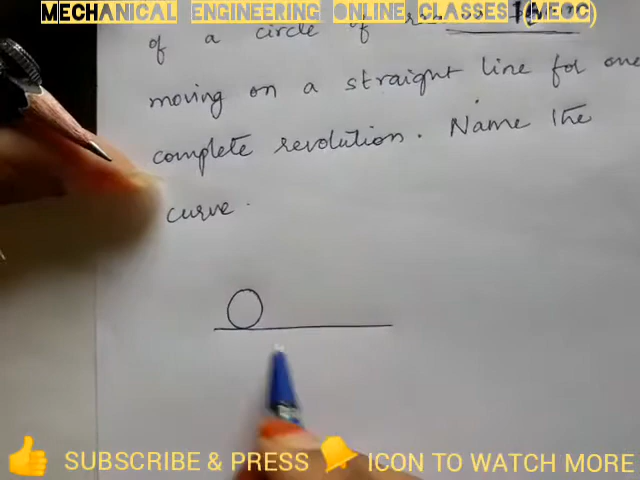 MECHANICAL ENGINEERING ONLINE CLASSES (MEOC)
of a circle of
moving on a straight line for one
complete revolution. Name the
curve.
SUBSCRIBE & PRESS ICON TO WATCH MORE